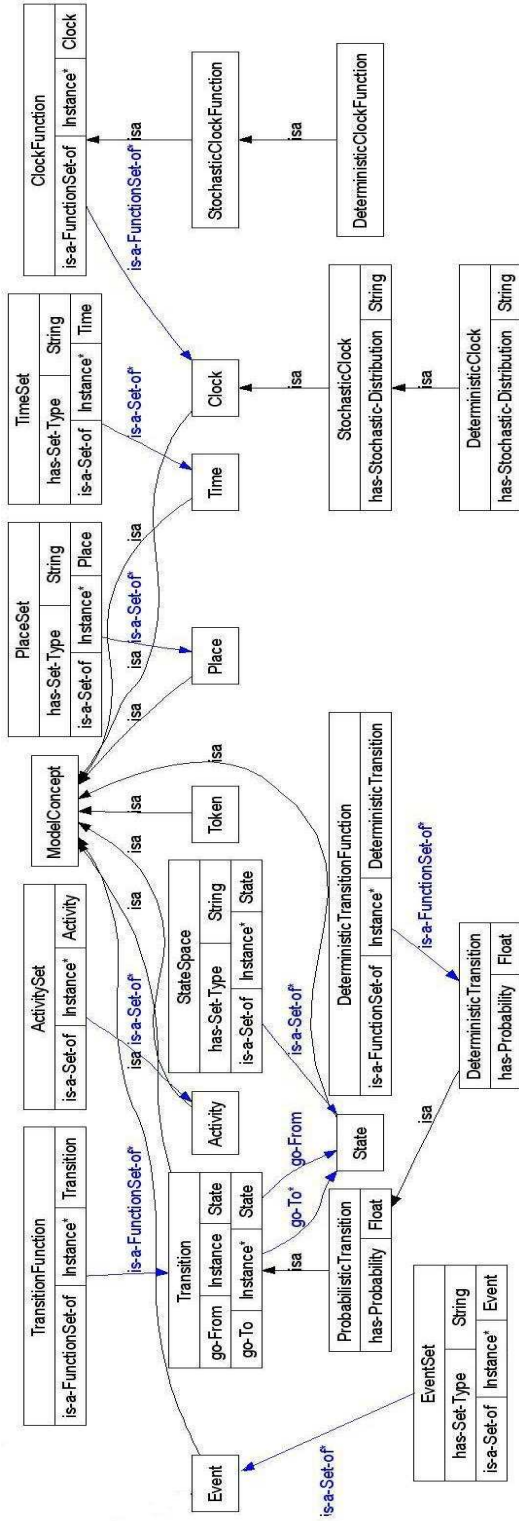 TransitionFunction
is-a-FunctionSet-of Instance* Transition
ActivitySet
is-a-Set-of Instance* Activity
ModelConcept
PlaceSet
has-Set-Type String
is-a-Set-of Instance* Place
TimeSet
has-Set-Type String
is-a-Set-of Instance* Time
ClockFunction
is-a-FunctionSet-of Instance* Clock
is-a-FunctionSet-of*
isa
is-a-Set-of*
isa
isa
isa
is-a-Set-of*
isa
isa
is-a-Set-of*
is-a-FunctionSet-of*
isa
Event
Transition
go-From Instance State
go-To Instance* State
Activity
StateSpace
has-Set-Type String
is-a-Set-of Instance* State
Token
isa
Place
Time
Clock
StochasticClockFunction
is-a-Set-of*
isa
go-To*
go-From
is-a-Set-of*
isa
isa
EventSet
has-Set-Type String
is-a-Set-of Instance* Event
ProbabilisticTransition
has-Probability Float
State
DeterministicTransitionFunction
is-a-FunctionSet-of Instance* DeterministicTransition
StochasticClock
has-Stochastic-Distribution String
DeterministicClockFunction
isa
is-a-FunctionSet-of*
isa
DeterministicTransition
has-Probability Float
DeterministicClock
has-Stochastic-Distribution String